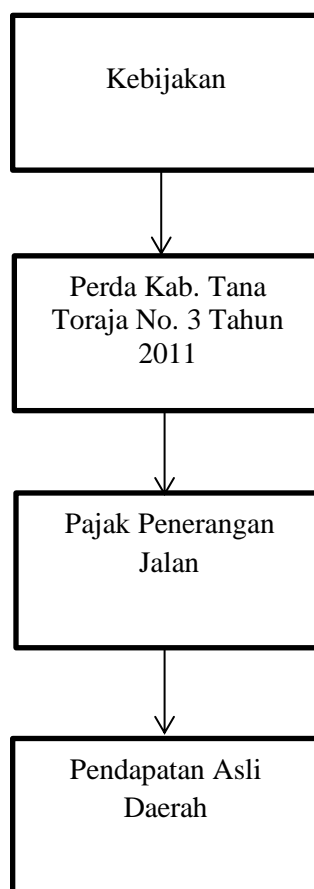 Kebijakan
Perda Kab. Tana
Toraja No. 3 Tahun
2011
Pajak Penerangan
Jalan
Pendapatan Asli
Daerah